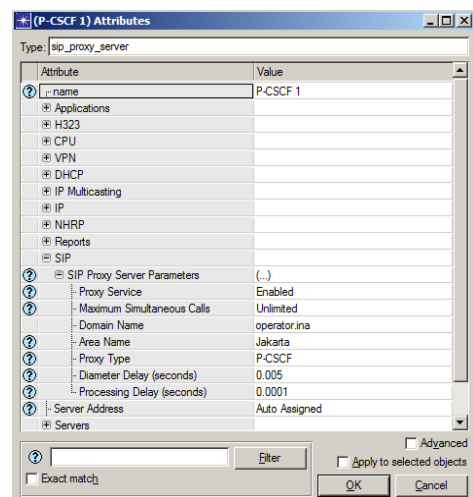 (P-CSCF 1) Attributes
Type: sip_proxy_server
Attribute Value
name P-CSCF 1
Applications
H323
CPU
VPN
DHCP
IP Multicasting
IP
NHRP
Reports
SIP
SIP Proxy Server Parameters (...)
Proxy Service Enabled
Maximum Simultaneous Calls Unlimited
Domain Name operator.ina
Area Name Jakarta
Proxy Type P-CSCF
Diameter Delay (seconds) 0.005
Processing Delay (seconds) 0.0001
Server Address Auto Assigned
Servers
Advanced
Filter Apply to selected objects
Exact match OK Cancel